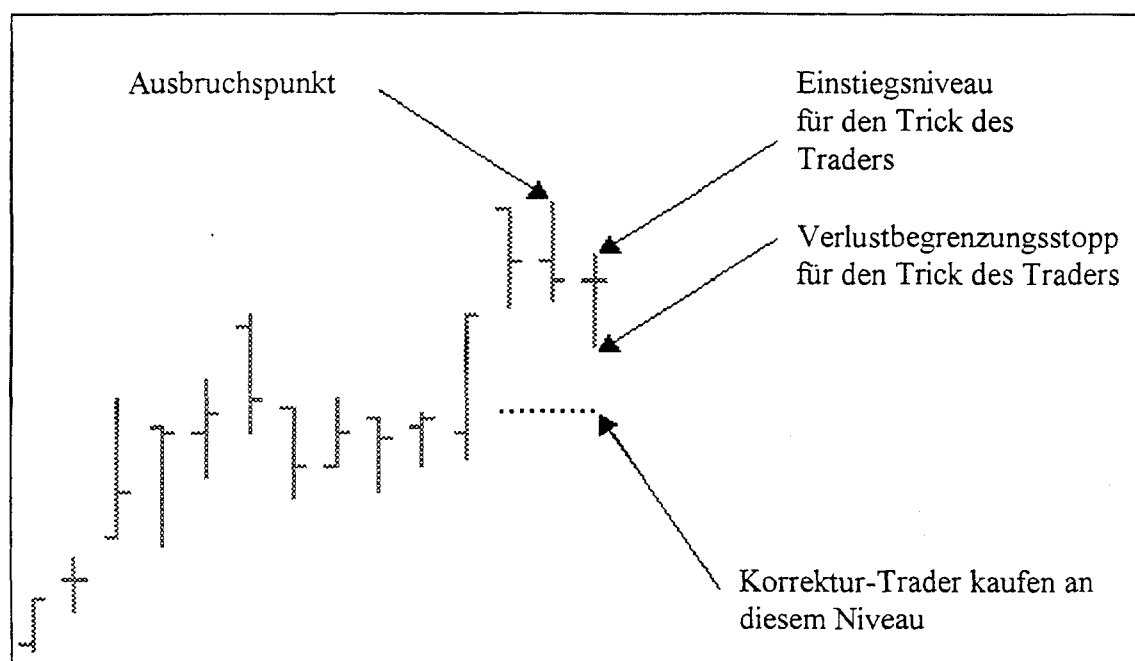 Ausbruchspunkt
Einstiegsniveau
für den Trick des
Traders
Verlustbegrenzungsstopp
für den Trick des Traders
Korrektur-Trader kaufen an
diesem Niveau